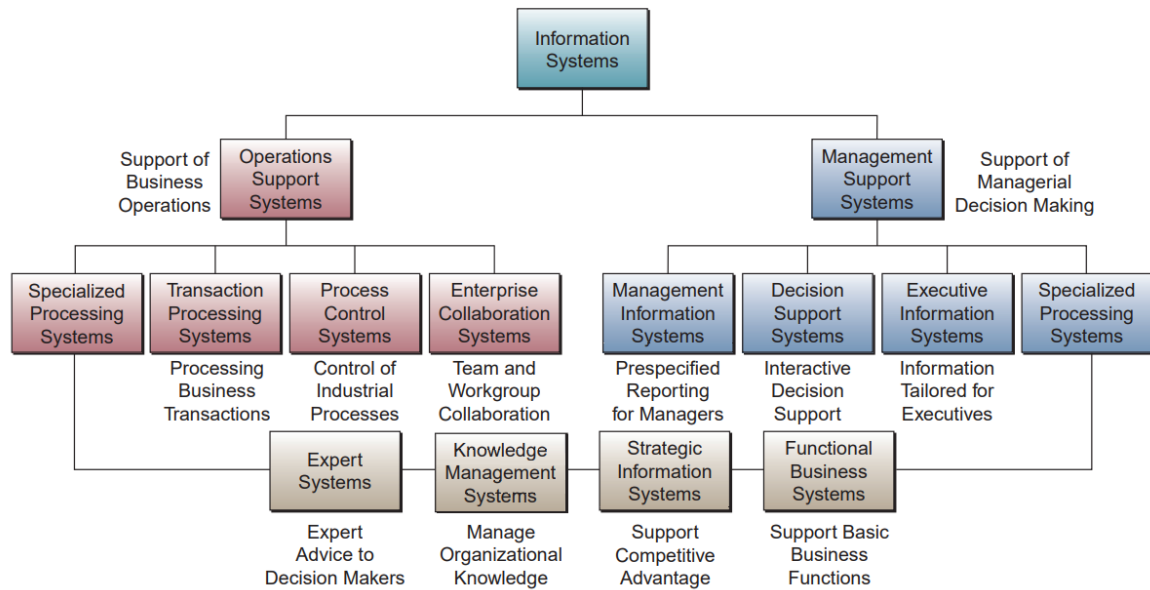 Information
Systems
Support of
Business
Operations
Operations
Support
Systems
Management
Support
Systems
Support of
Managerial
Decision Making
Specialized
Processing
Systems
Transaction
Processing
Systems
Process
Control
Systems
Enterprise
Collaboration
Systems
Management
Information
Systems
Decision
Support
Systems
Executive
Information
Systems
Specialized
Processing
Systems
Processing
Business
Transactions
Control of
Industrial
Processes
Team and
Workgroup
Collaboration
Prespecified
Reporting
for Managers
Interactive
Decision
Support
Information
Tailored for
Executives
Expert
Systems
Knowledge
Management
Systems
Strategic
Information
Systems
Functional
Business
Systems
Expert
Advice to
Decision Makers
Manage
Organizational
Knowledge
Support
Competitive
Advantage
Support Basic
Business
Functions